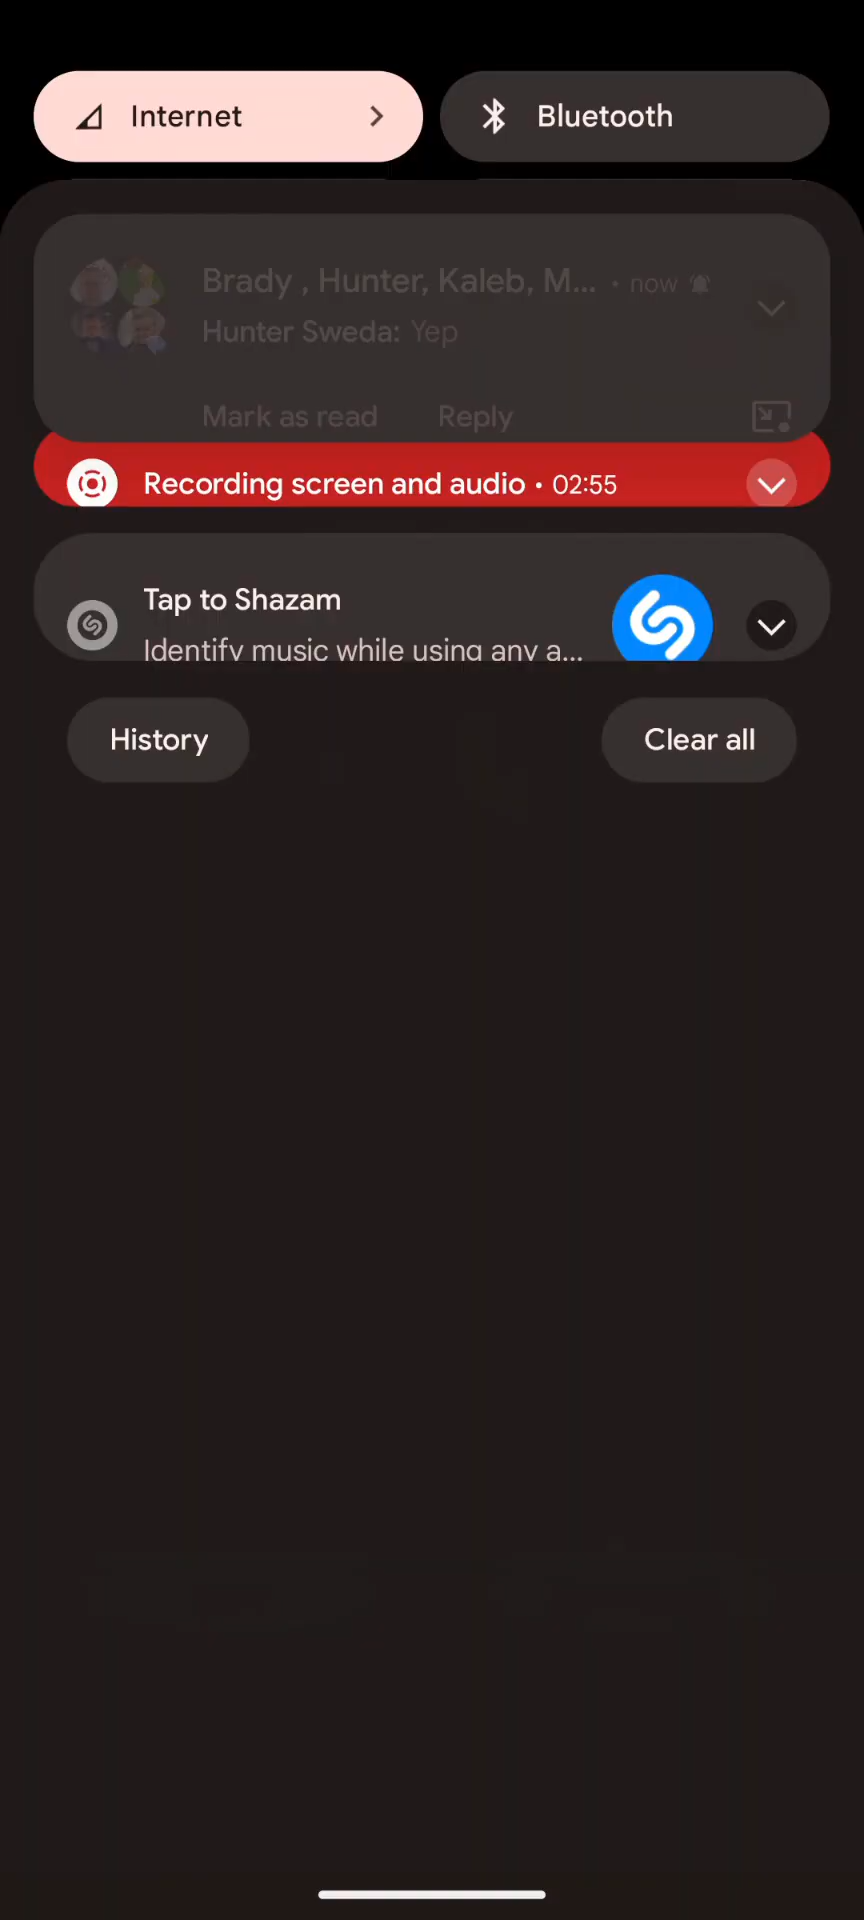 Internet
Bluetooth
Brady , Hunter, Kaleb, M... • now
Hunter Sweda: Yep
Mark as read Reply
Recording screen and audio • 02:55
Tap to Shazam
Identify music while using any a...
History
Clear all